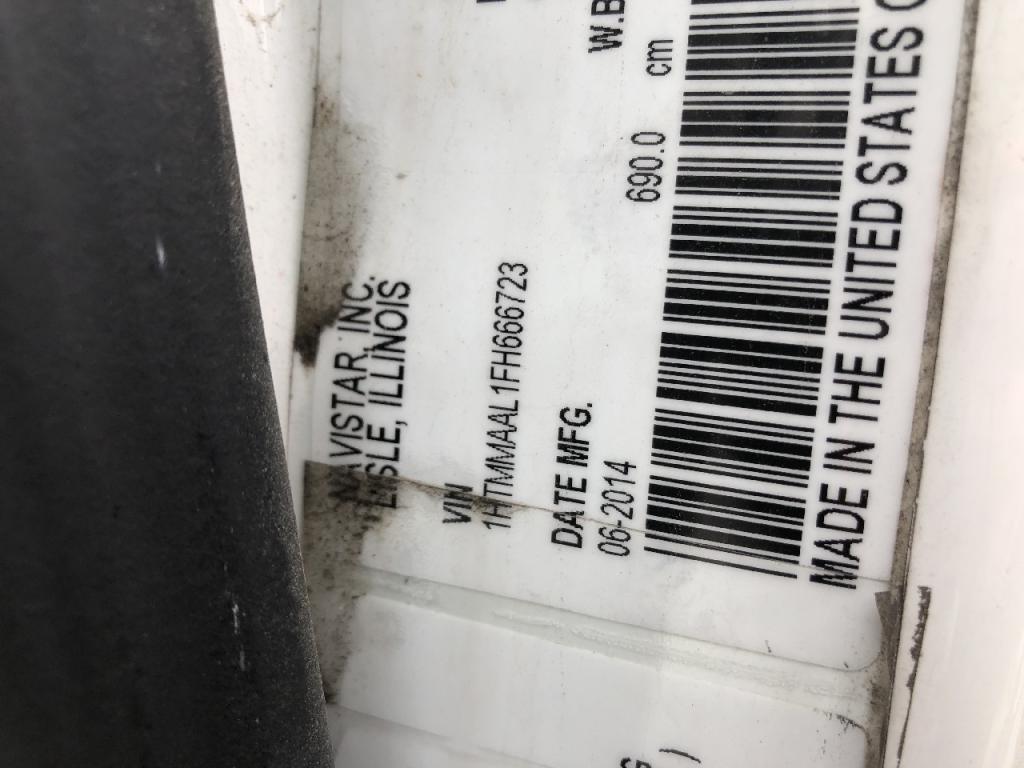 NAVISTAR, INC.
LISLE, ILLINOIS
VIN
1HTMMAAL1FH666723
DATE MFG.
06-2014
W.B
690.0 cm
MADE IN THE UNITED STATES